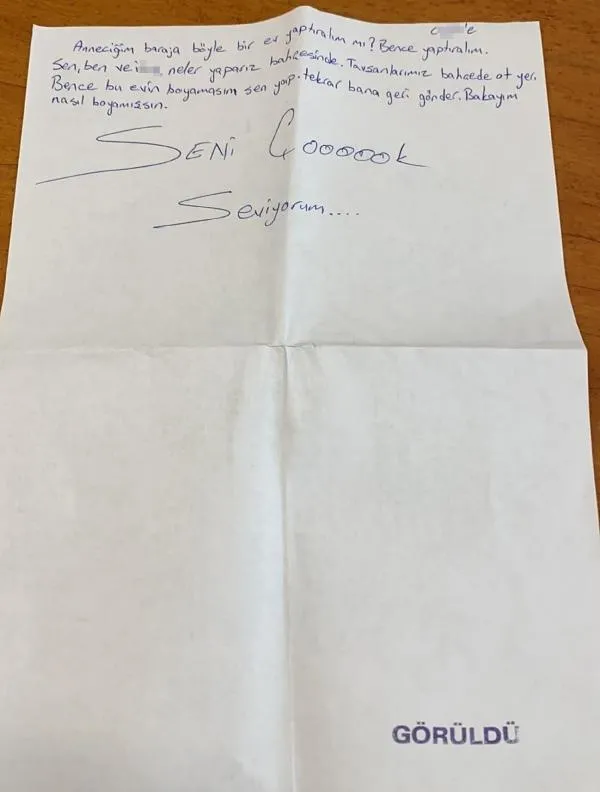 'e
Anneciğim baraja böyle bir ev yaptıralım mı? Bence yaptıralım.
Sen, ben ve i , neler yaparız bahçesinde. Tavşanlarımız bahçede ot yer.
Bence bu evin boyamasını sen yap. tekrar bana geri gönder. Bakayım
nasıl boyamışsın.
SENİ Çoooook
Seviyorum....
GÖRÜLDÜ